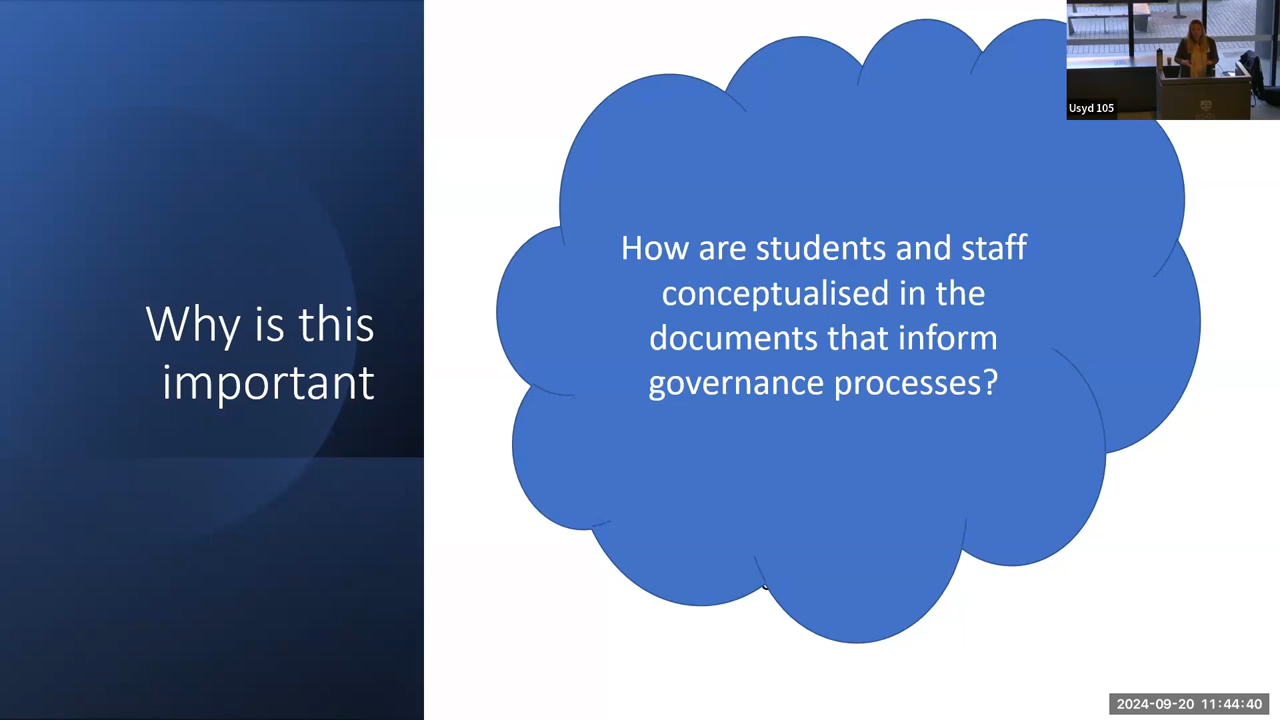 Usyd 105
Why is this
important
How are students and staff
conceptualised in the
documents that inform
governance processes?
2024-09-20 11:44:40